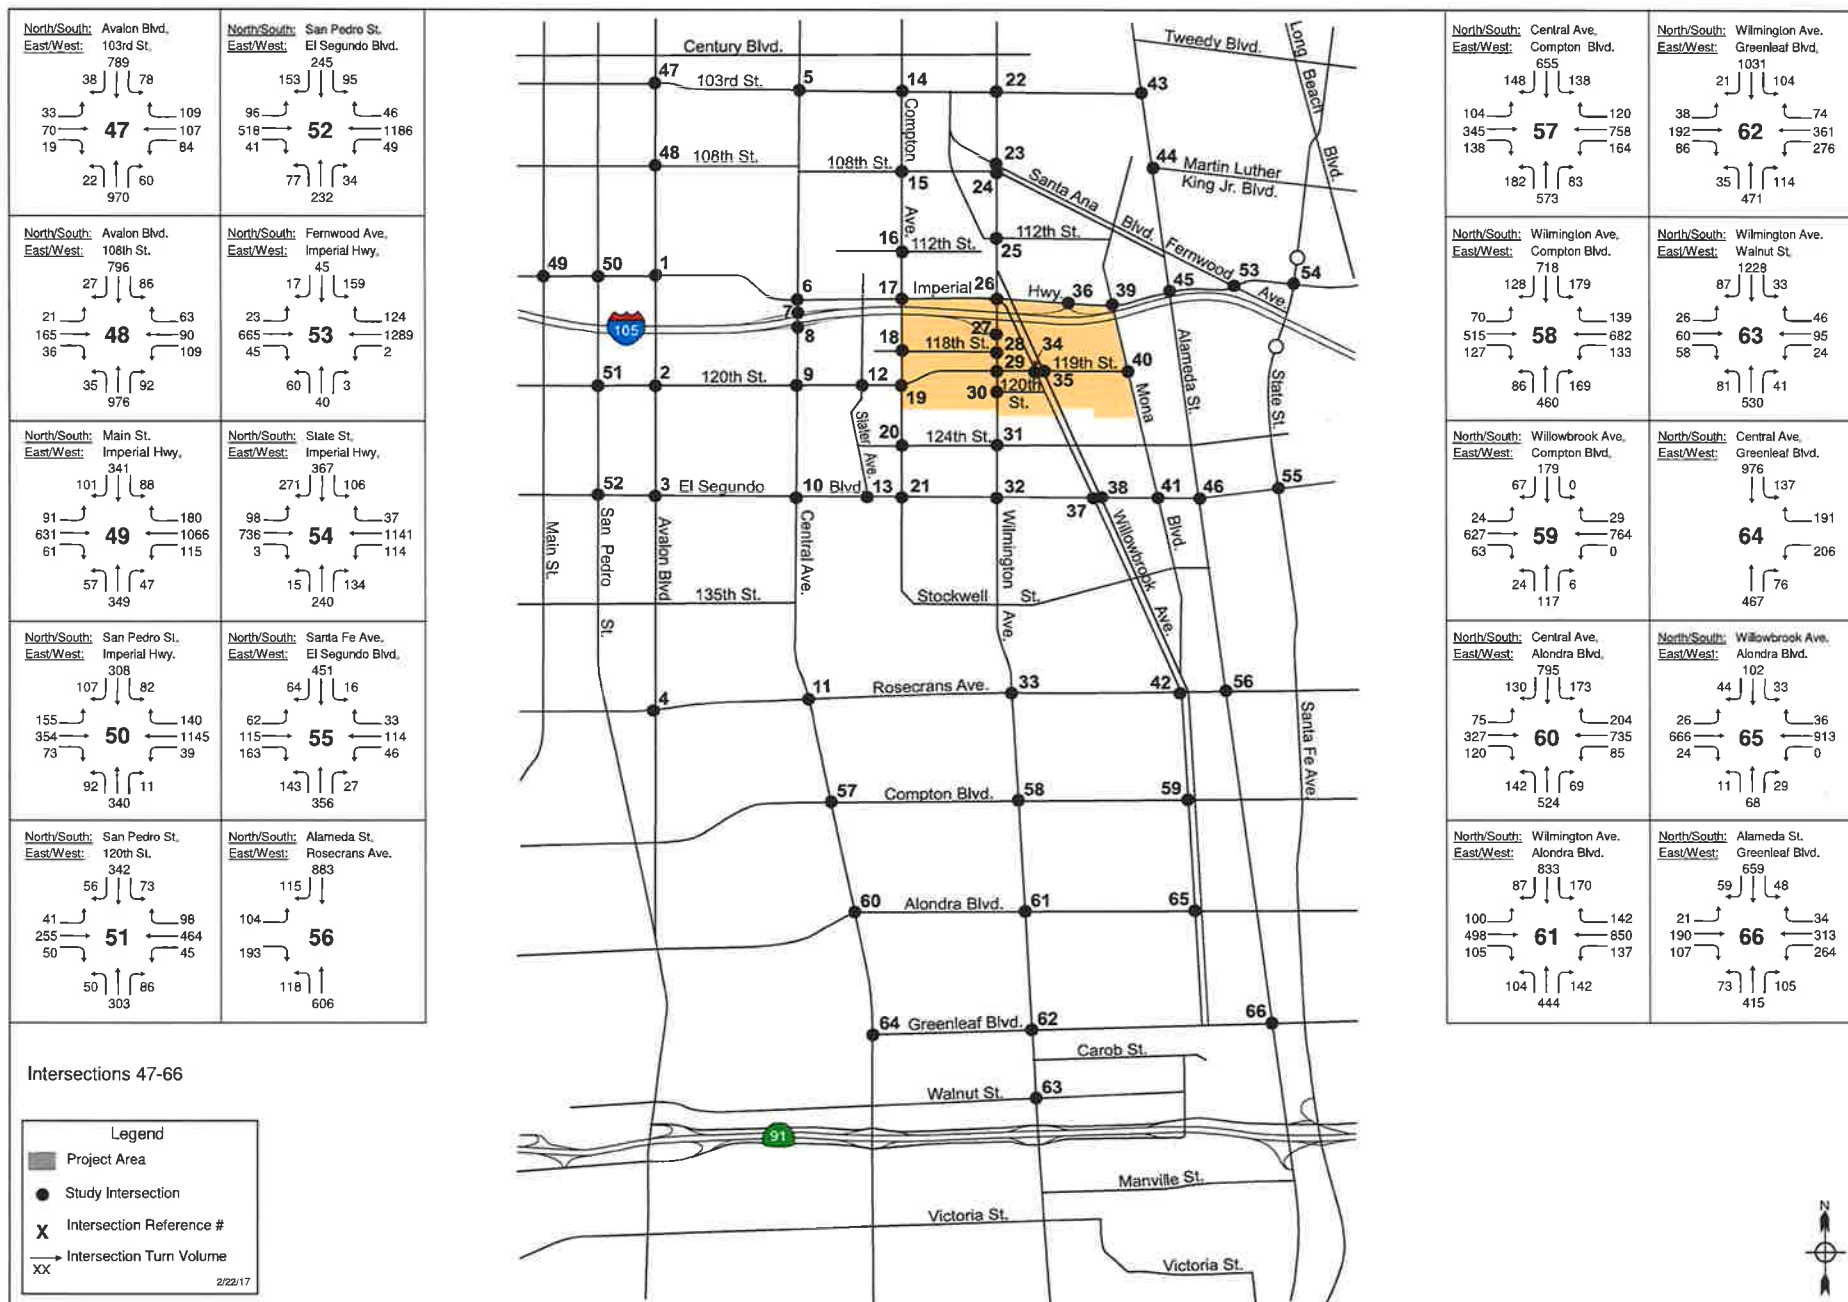 North/South: Avalon Blvd.
East/West: 103rd St.
789
38 78
33 109
70 47 107
19 84
22 60
970
North/South: San Pedro St.
East/West: El Segundo Blvd.
245
153 95
96 46
518 52 1186
41 49
77 34
232
North/South: Avalon Blvd.
East/West: 108th St.
796
27 86
21 63
165 48 90
36 109
35 92
976
North/South: Fernwood Ave.
East/West: Imperial Hwy.
45
17 159
23 124
665 53 1289
45 2
60 3
40
North/South: Main St.
East/West: Imperial Hwy.
341
101 88
91 180
631 49 1066
61 115
57 47
349
North/South: State St.
East/West: Imperial Hwy.
367
271 106
98 37
736 54 1141
3 114
15 134
240
North/South: San Pedro St.
East/West: Imperial Hwy.
308
107 82
155 140
354 50 1145
73 39
92 11
340
North/South: Santa Fe Ave.
East/West: El Segundo Blvd.
451
64 16
62 33
115 55 114
163 46
143 27
356
North/South: San Pedro St.
East/West: 120th St.
342
56 73
41 98
255 51 464
50 45
50 86
303
North/South: Alameda St.
East/West: Rosecrans Ave.
883
115
104
56
193
118
606
Intersections 47-66
Legend
Project Area
Study Intersection
X Intersection Reference #
XX Intersection Turn Volume
2/22/17
Century Blvd.
Tweedy Blvd.
Long Beach Blvd.
47 103rd St. 5 14 22 43
Compton Ave.
48 108th St. 108th St. 15 23 24 44
Martin Luther
King Jr. Blvd.
Santa Ana Blvd.
16 112th St. 25 112th St.
Fernwood Ave.
49 50 1 6 17 Imperial 26 Hwy. 36 39 45 53 54
105
7
8
27
18 118th St. 28 34
29 119th St. 40
51 2 120th St. 9 12 19 30 120th St. 35
Mona Blvd.
Alameda St.
State St.
Slater Ave.
20 124th St. 31
52 3 El Segundo 10 Blvd. 13 21 32 37 38 41 46 55
Main St.
San Pedro St.
Avalon Blvd.
Central Ave.
Wilmington Ave.
Willowbrook Ave.
135th St.
Stockwell St.
4 11 Rosecrans Ave. 33 42 56
Santa Fe Ave.
57 Compton Blvd. 58 59
60 Alondra Blvd. 61 65
64 Greenleaf Blvd. 62 66
Carob St.
Walnut St. 63
91
Manville St.
Victoria St.
Victoria St.
North/South: Central Ave.
East/West: Compton Blvd.
655
148 138
104 120
345 57 758
138 164
182 83
573
North/South: Wilmington Ave.
East/West: Greenleaf Blvd.
1031
21 104
38 74
192 62 361
86 276
35 114
471
North/South: Wilmington Ave.
East/West: Compton Blvd.
718
128 179
70 139
515 58 682
127 133
86 169
460
North/South: Wilmington Ave.
East/West: Walnut St.
1228
87 33
26 46
60 63 95
58 24
81 41
530
North/South: Willowbrook Ave.
East/West: Compton Blvd.
179
67 0
24 29
627 59 764
63 0
24 6
117
North/South: Central Ave.
East/West: Greenleaf Blvd.
976
137
191
64
206
76
467
North/South: Central Ave.
East/West: Alondra Blvd.
795
130 173
75 204
327 60 735
120 85
142 69
524
North/South: Willowbrook Ave.
East/West: Alondra Blvd.
102
44 33
26 36
666 65 913
24 0
11 29
68
North/South: Wilmington Ave.
East/West: Alondra Blvd.
833
87 170
100 142
498 61 850
105 137
104 142
444
North/South: Alameda St.
East/West: Greenleaf Blvd.
659
59 48
21 34
190 66 313
107 264
73 105
415
N